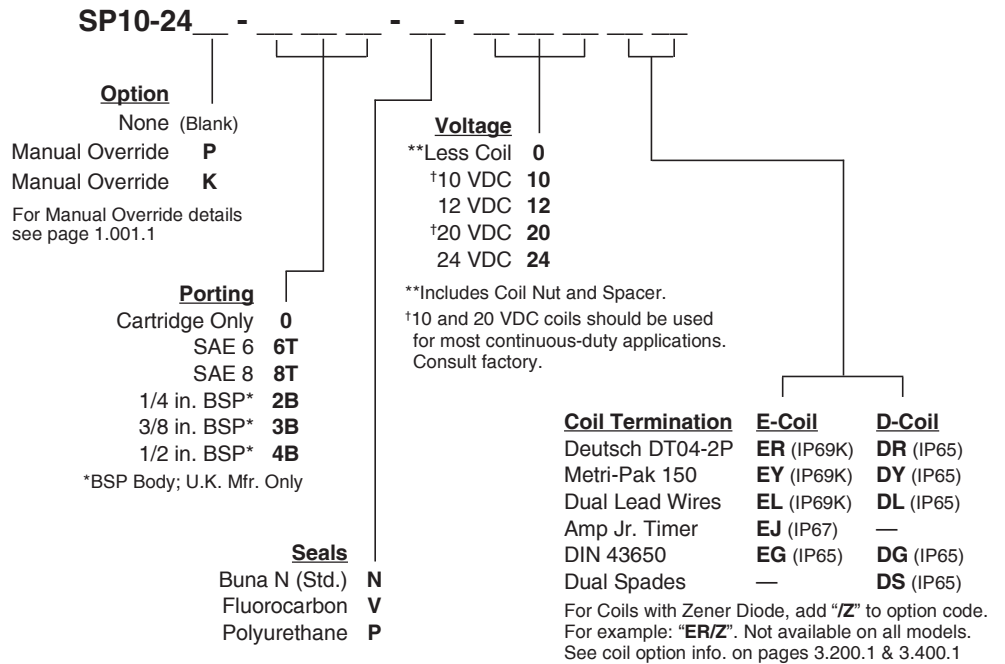 SP10-24__ - __ __ __ - __ - __ __ __ __ __
Option
None (Blank)
Manual Override P
Manual Override K
For Manual Override details
see page 1.001.1
Porting
Cartridge Only 0
SAE 6 6T
SAE 8 8T
1/4 in. BSP* 2B
3/8 in. BSP* 3B
1/2 in. BSP* 4B
*BSP Body; U.K. Mfr. Only
Seals
Buna N (Std.) N
Fluorocarbon V
Polyurethane P
Voltage
**Less Coil 0
†10 VDC 10
12 VDC 12
†20 VDC 20
24 VDC 24
**Includes Coil Nut and Spacer.
†10 and 20 VDC coils should be used
for most continuous-duty applications.
Consult factory.
Coil Termination E-Coil D-Coil
Deutsch DT04-2P ER (IP69K) DR (IP65)
Metri-Pak 150 EY (IP69K) DY (IP65)
Dual Lead Wires EL (IP69K) DL (IP65)
Amp Jr. Timer EJ (IP67) —
DIN 43650 EG (IP65) DG (IP65)
Dual Spades — DS (IP65)
For Coils with Zener Diode, add “/Z” to option code.
For example: “ER/Z”. Not available on all models.
See coil option info. on pages 3.200.1 & 3.400.1